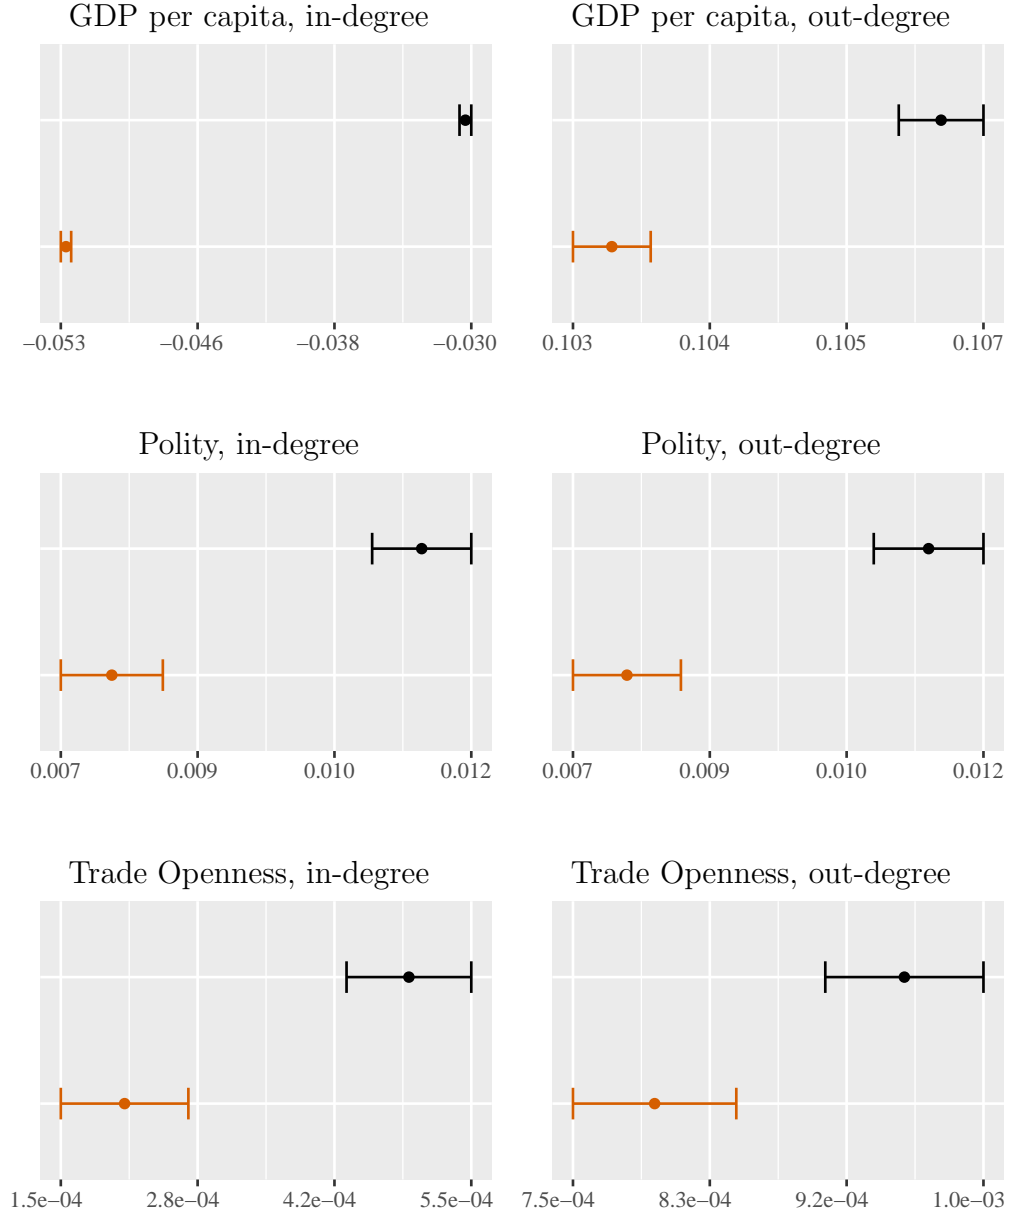 GDP per capita, in-degree
GDP per capita, out-degree
−0.053 −0.046 −0.038 −0.030
0.103 0.104 0.105 0.107
Polity, in-degree
Polity, out-degree
0.007 0.009 0.010 0.012
0.007 0.009 0.010 0.012
Trade Openness, in-degree
Trade Openness, out-degree
1.5e−04 2.8e−04 4.2e−04 5.5e−04
7.5e−04 8.3e−04 9.2e−04 1.0e−03